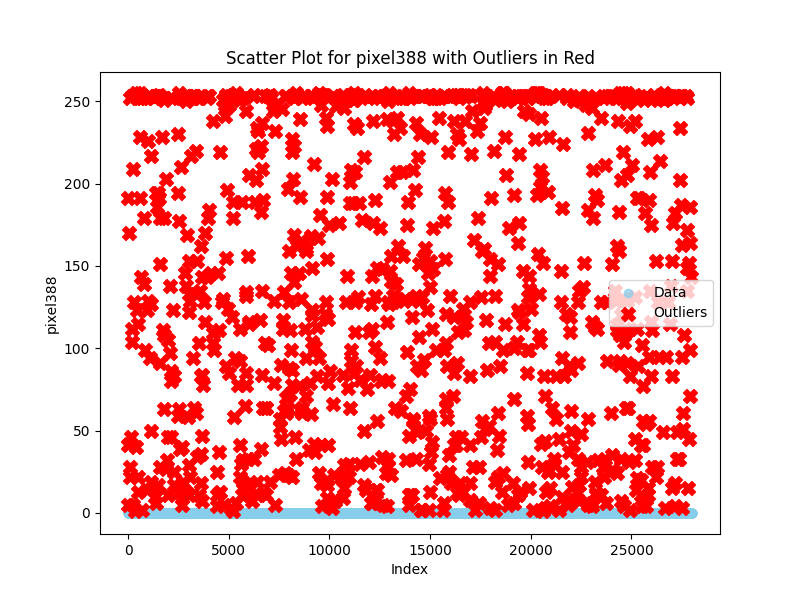 Scatter Plot for pixel388 with Outliers in Red
250
200
150
100
50
0
pixel388
Data
Outliers
0 5000 10000 15000 20000 25000
Index